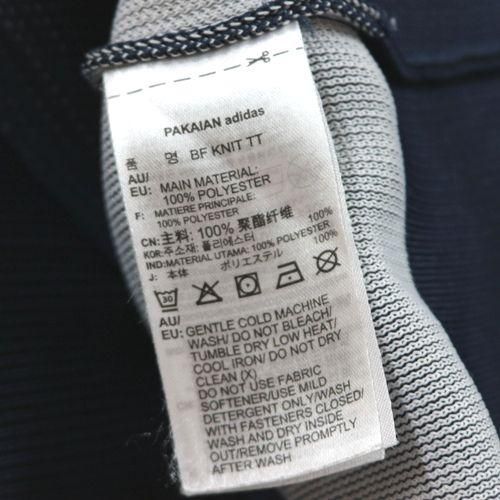 PAKAIAN adidas
품 명 BF KNIT TT
AU/
EU: MAIN MATERIAL:
100% POLYESTER
F: MATIERE PRINCIPALE:
100% POLYESTER
CN: 主料: 100% 聚酯纤维
KOR: 주소재: 폴리에스터 100%
IND: MATERIAL UTAMA: 100% POLYESTER
J: 本体 ポリエステル 100%
30
AU/
EU: GENTLE COLD MACHINE
WASH/ DO NOT BLEACH/
TUMBLE DRY LOW HEAT/
COOL IRON/ DO NOT DRY
CLEAN (X)
DO NOT USE FABRIC
SOFTENER/USE MILD
DETERGENT ONLY/WASH
WITH FASTENERS CLOSED/
WASH AND DRY INSIDE
OUT/REMOVE PROMPTLY
AFTER WASH